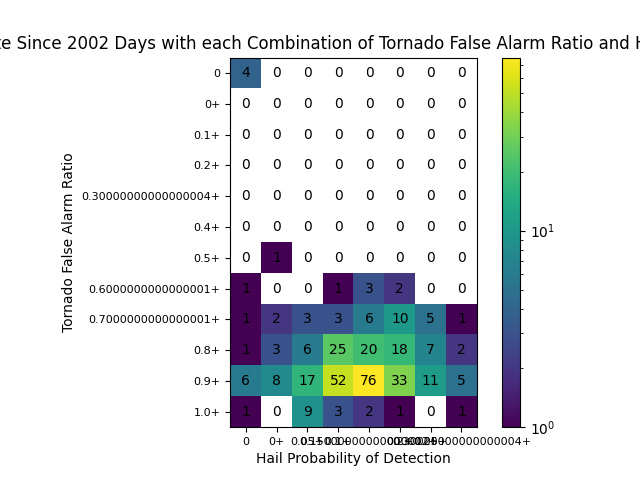 Since 2002 Days with each Combination of Tornado False Alarm Ratio and
0 4 0 0 0 0 0 0 0
0+ 0 0 0 0 0 0 0 0
0.1+ 0 0 0 0 0 0 0 0
0.2+ 0 0 0 0 0 0 0 0
0.30000000000000004+ 0 0 0 0 0 0 0 0
0.4+ 0 0 0 0 0 0 0 0
0.5+ 0 1 0 0 0 0 0 0
0.6000000000000001+ 1 0 0 1 3 2 0 0
0.7000000000000001+ 1 2 3 3 6 10 5 1
0.8+ 1 3 6 25 20 18 7 2
0.9+ 6 8 17 52 76 33 11 5
1.0+ 1 0 9 3 2 1 0 1
0 0+
Hail Probability of Detection
Tornado False Alarm Ratio
10¹
10⁰